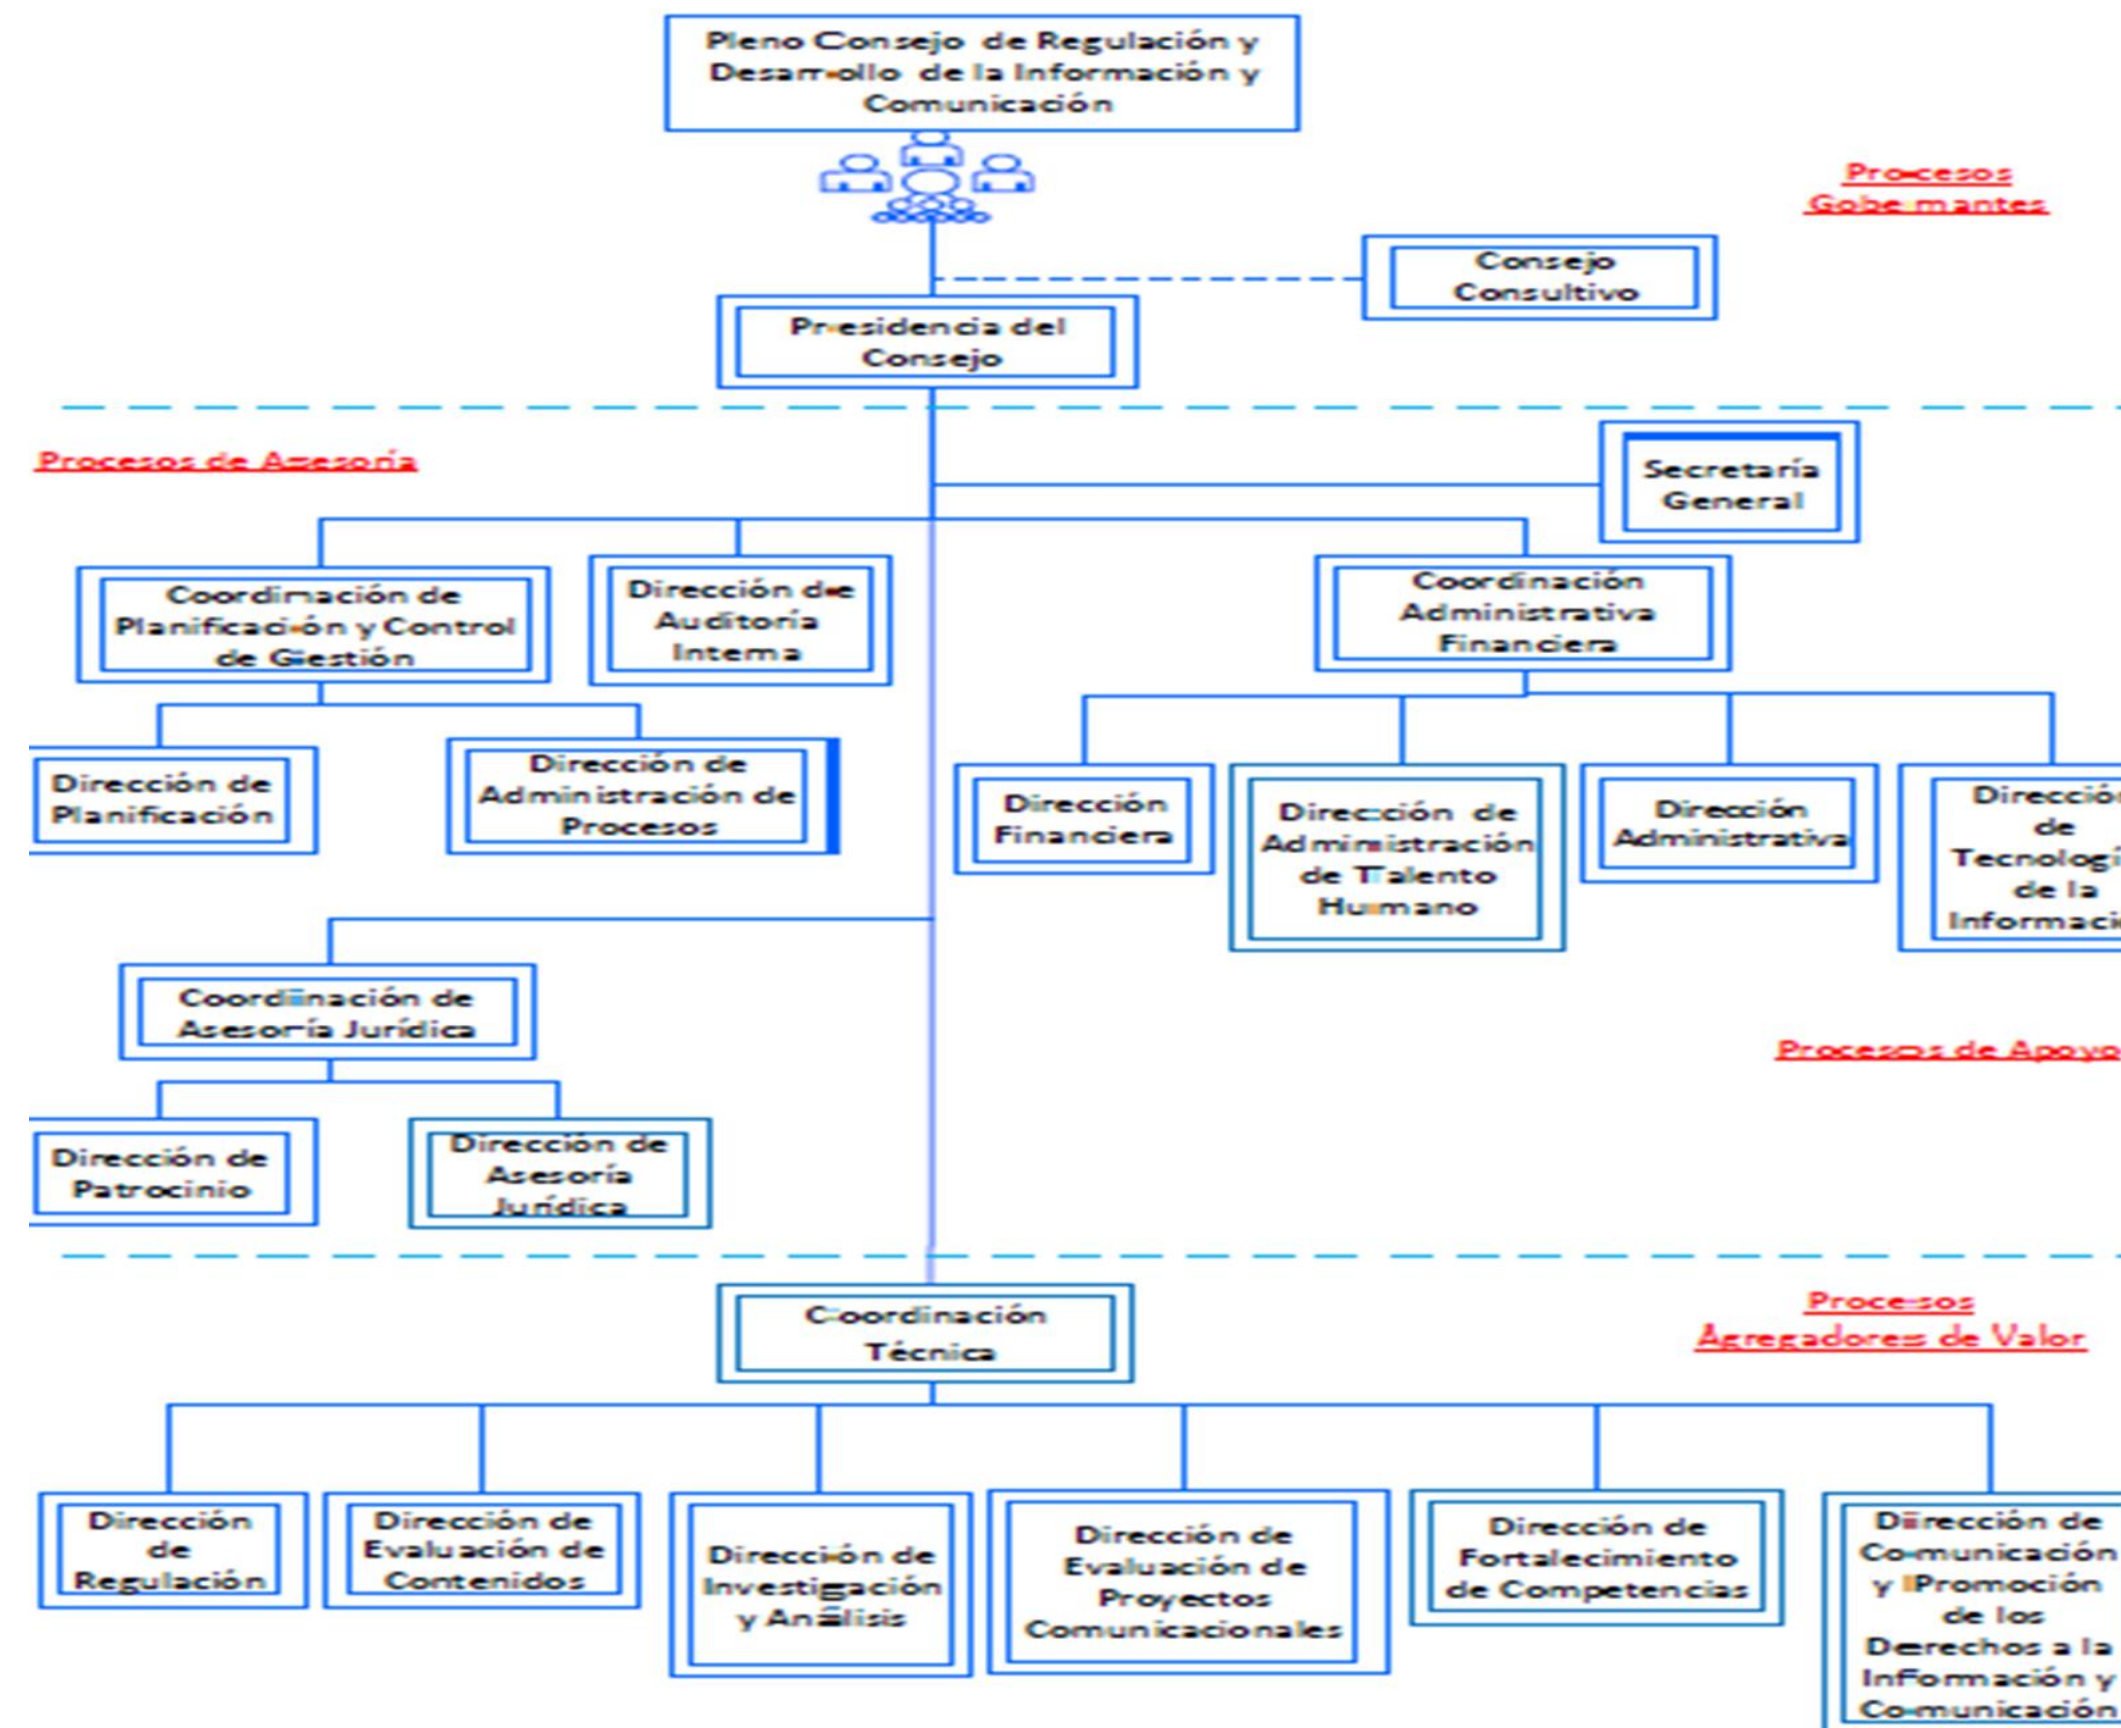 Pleno Consejo de Regulación y
Desarrollo de la Información y
Comunicación
Procesos
Gobernantes
Consejo
Consultivo
Presidencia del
Consejo
Procesos de Asesoría
Secretaría
General
Coordinación de
Planificación y Control
de Gestión
Dirección de
Auditoría
Interna
Coordinación
Administrativa
Financiera
Dirección de
Planificación
Dirección de
Administración de
Procesos
Dirección
Financiera
Dirección de
Administración
de Talento
Humano
Dirección
Administrativa
Direcció
de
Tecnologí
de la
Informaci
Coordinación de
Asesoría Jurídica
Procesos de Apoyo
Dirección de
Patrocinio
Dirección de
Asesoría
Jurídica
Coordinación
Técnica
Procesos
Agregadores de Valor
Dirección
de
Regulación
Dirección de
Evaluación de
Contenidos
Dirección de
Investigación
y Análisis
Dirección de
Evaluación de
Proyectos
Comunicacionales
Dirección de
Fortalecimiento
de Competencias
Dirección de
Comunicación
y Promoción
de los
Derechos a la
Información y
Comunicación